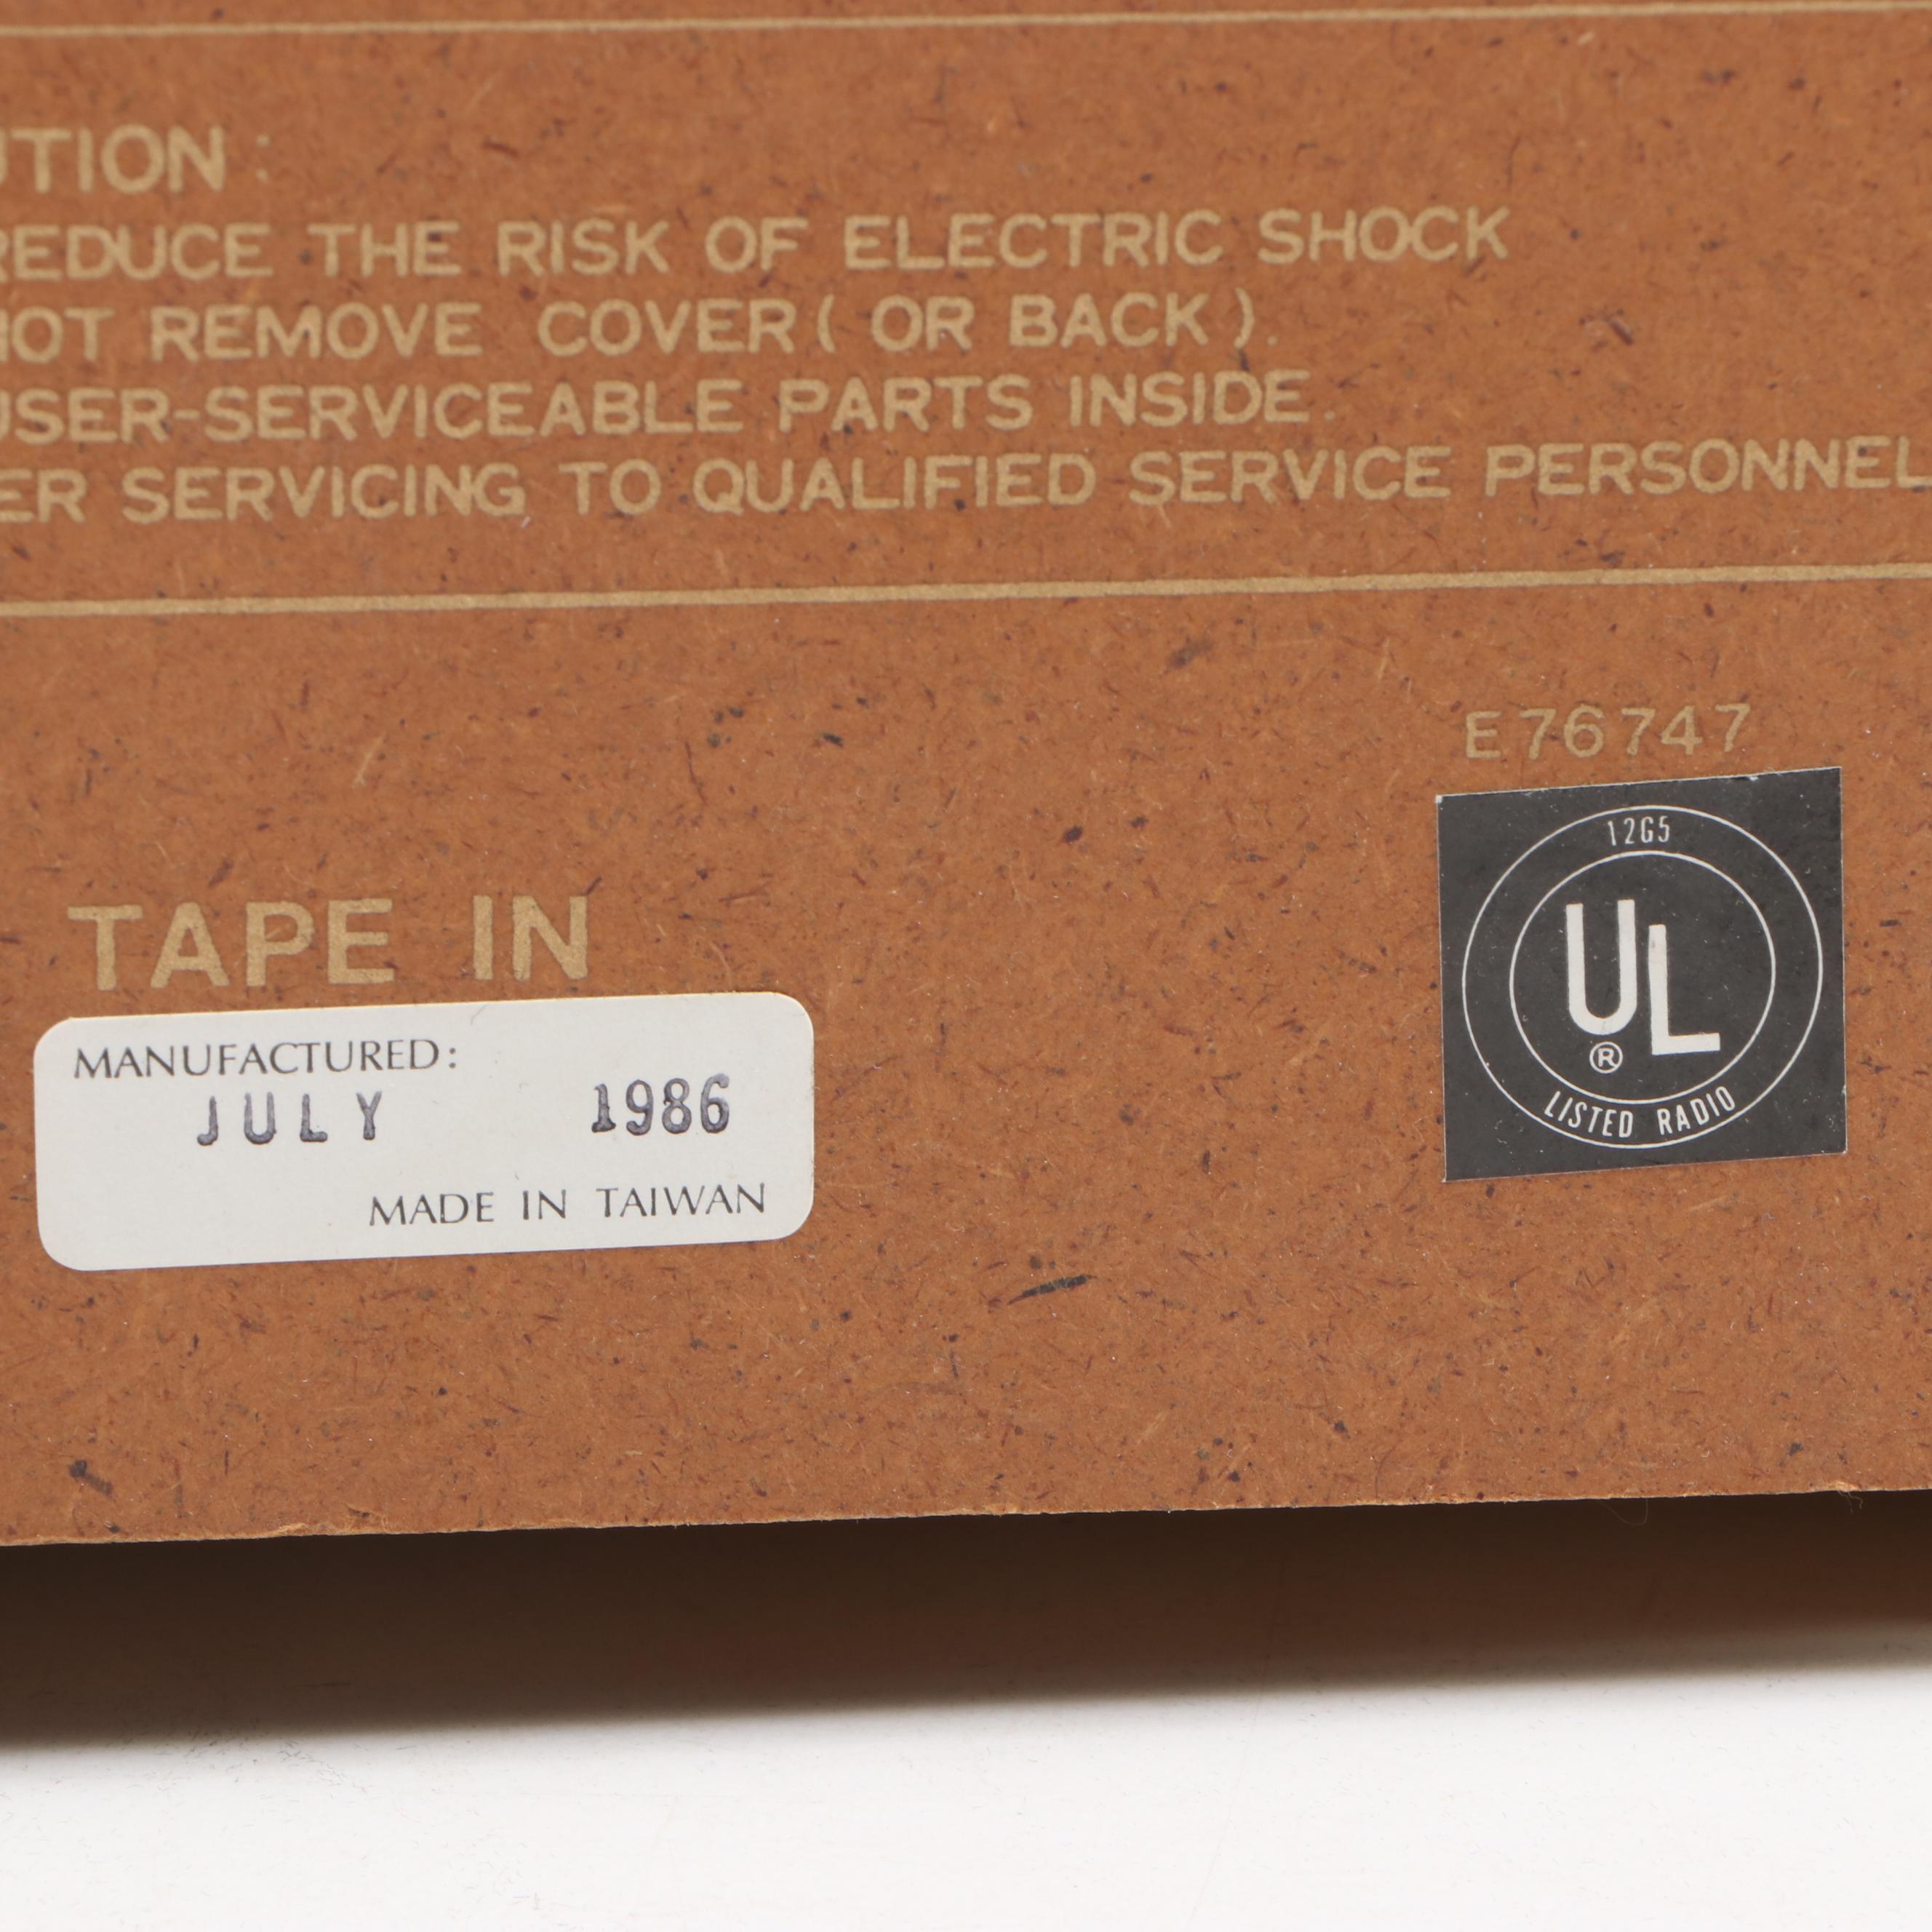 UTION :
REDUCE THE RISK OF ELECTRIC SHOCK
NOT REMOVE COVER ( OR BACK ).
USER-SERVICEABLE PARTS INSIDE.
ER SERVICING TO QUALIFIED SERVICE PERSONNEL
E76747
12G5
UL
®
LISTED RADIO
TAPE IN
MANUFACTURED:
JULY 1986
MADE IN TAIWAN